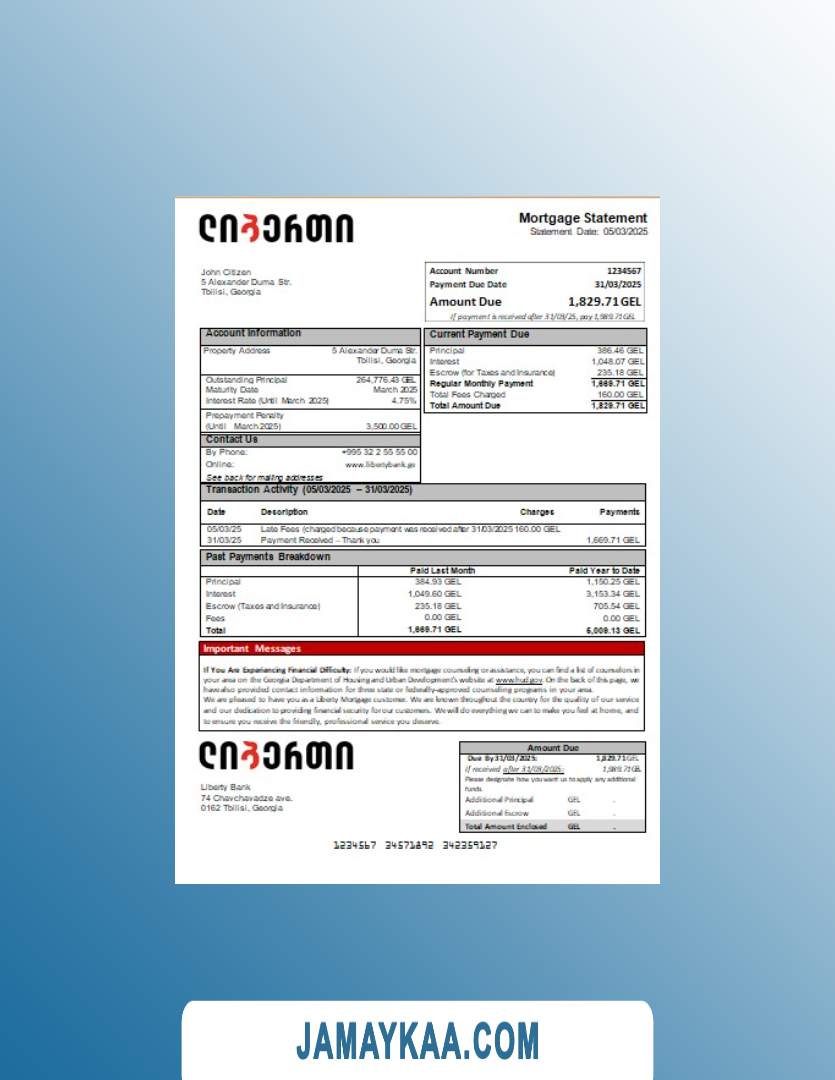 ლიბერთი
Mortgage Statement
Statement Date: 05/03/2025
John Citizen
5 Alexander Duma Str.
Tbilisi, Georgia
Account Number 1234567
Payment Due Date 31/03/2025
Amount Due 1,829.71 GEL
If payment is received after 31/03/25, pay 1,989.71 GEL
Account Information
Property Address 5 Alexander Duma Str.
Tbilisi, Georgia
Outstanding Principal 264,776.43 GEL
Maturity Date March 2025
Interest Rate (Until March 2025) 4.75%
Prepayment Penalty
(Until March 2025) 3,500.00 GEL
Contact Us
By Phone: +995 32 2 55 55 00
Online: www.libertybank.ge
See back for mailing addresses
Current Payment Due
Principal 386.46 GEL
Interest 1,048.07 GEL
Escrow (for Taxes and Insurance) 235.18 GEL
Regular Monthly Payment 1,669.71 GEL
Total Fees Charged 160.00 GEL
Total Amount Due 1,829.71 GEL
Transaction Activity (05/03/2025 – 31/03/2025)
Date Description Charges Payments
05/03/25 Late Fees (charged because payment was received after 31/03/2025 160.00 GEL
31/03/25 Payment Received – Thank you 1,669.71 GEL
Past Payments Breakdown
Paid Last Month Paid Year to Date
Principal 384.93 GEL 1,150.25 GEL
Interest 1,049.60 GEL 3,153.34 GEL
Escrow (Taxes and Insurance) 235.18 GEL 705.54 GEL
Fees 0.00 GEL 0.00 GEL
Total 1,669.71 GEL 5,009.13 GEL
Important Messages
If You Are Experiencing Financial Difficulty: If you would like mortgage counseling or assistance, you can find a list of counselors in
your area on the Georgia Department of Housing and Urban Development's website at www.hud.gov. On the back of this page, we
have also provided contact information for three state or federally-approved counseling programs in your area.
We are pleased to have you as a Liberty Mortgage customer. We are known throughout the country for the quality of our service
and our dedication to providing financial security for our customers. We will do everything we can to make you feel at home, and
to ensure you receive the friendly, professional service you deserve.
ლიბერთი
Liberty Bank
74 Chavchavadze ave.
0162 Tbilisi, Georgia
Amount Due
Due By 31/03/2025: 1,829.71 GEL
If received after 31/03/2025: 1,989.71 GEL
Please designate how you want us to apply any additional
funds.
Additional Principal GEL -
Additional Escrow GEL -
Total Amount Enclosed GEL -
1234567 34571892 342359127
JAMAYKAA.COM